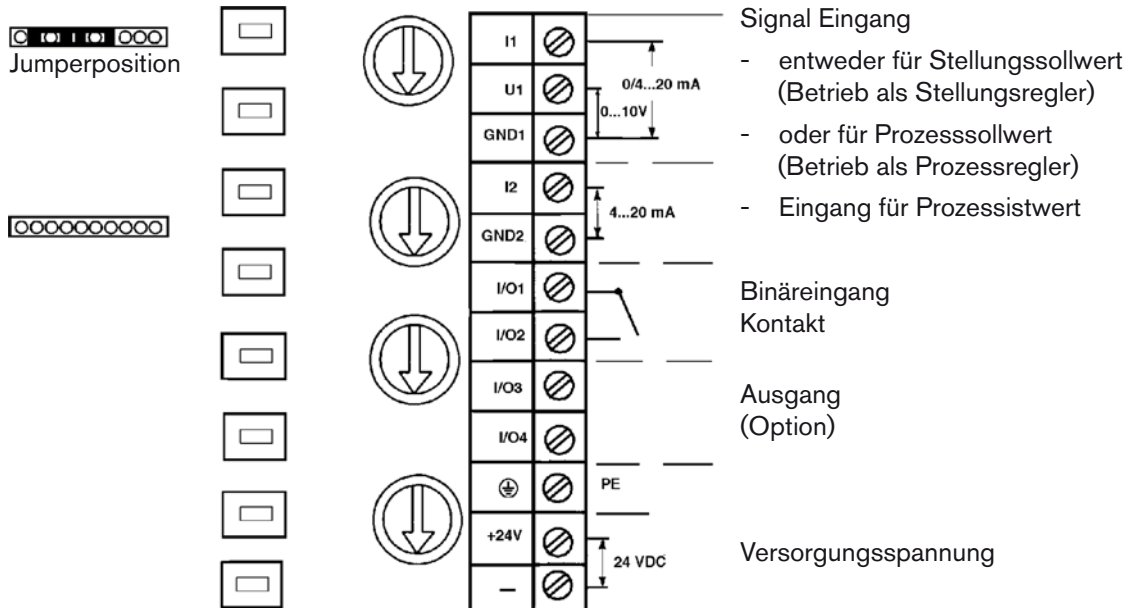 Jumperposition
I1
U1
GND1
I2
GND2
I/O1
I/O2
I/O3
I/O4
+24V
–
0/4...20 mA
0...10V
4...20 mA
PE
24 VDC
Signal Eingang
- entweder für Stellungssollwert
(Betrieb als Stellungsregler)
- oder für Prozesssollwert
(Betrieb als Prozessregler)
- Eingang für Prozessistwert
Binäreingang
Kontakt
Ausgang
(Option)
Versorgungsspannung